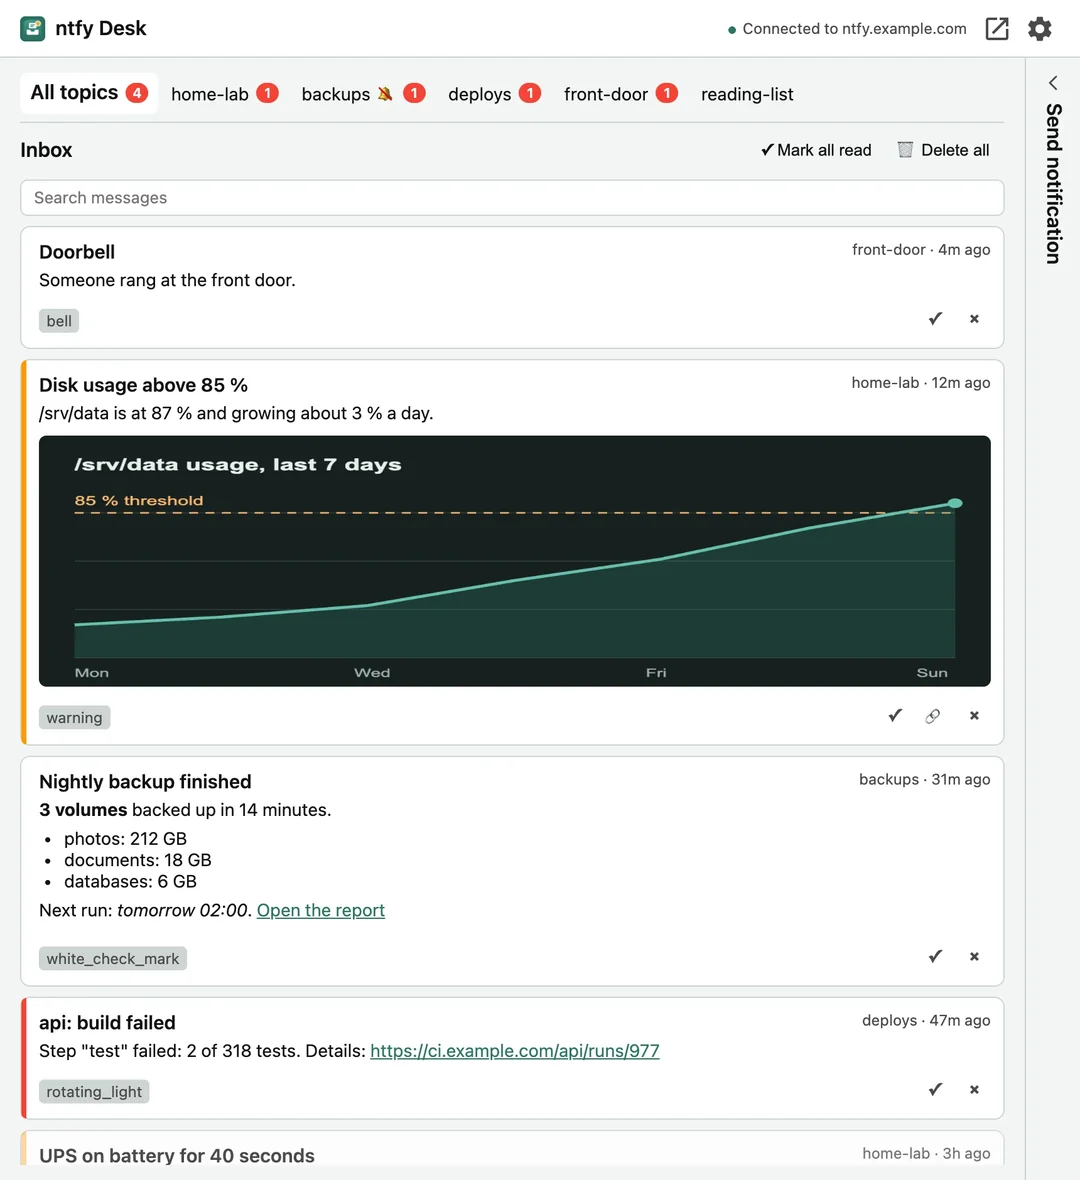 ntfy Desk
Connected to ntfy.example.com
All topics 4
home-lab 1
backups 1
deploys 1
front-door 1
reading-list
Send notification
Inbox
✓ Mark all read
Delete all
Search messages
Doorbell
front-door · 4m ago
Someone rang at the front door.
bell
Disk usage above 85 %
home-lab · 12m ago
/srv/data is at 87 % and growing about 3 % a day.
/srv/data usage, last 7 days
85 % threshold
Mon Wed Fri Sun
warning
Nightly backup finished
backups · 31m ago
3 volumes backed up in 14 minutes.
• photos: 212 GB
• documents: 18 GB
• databases: 6 GB
Next run: tomorrow 02:00. Open the report
white_check_mark
api: build failed
deploys · 47m ago
Step "test" failed: 2 of 318 tests. Details: https://ci.example.com/api/runs/977
rotating_light
UPS on battery for 40 seconds
home-lab · 3h ago